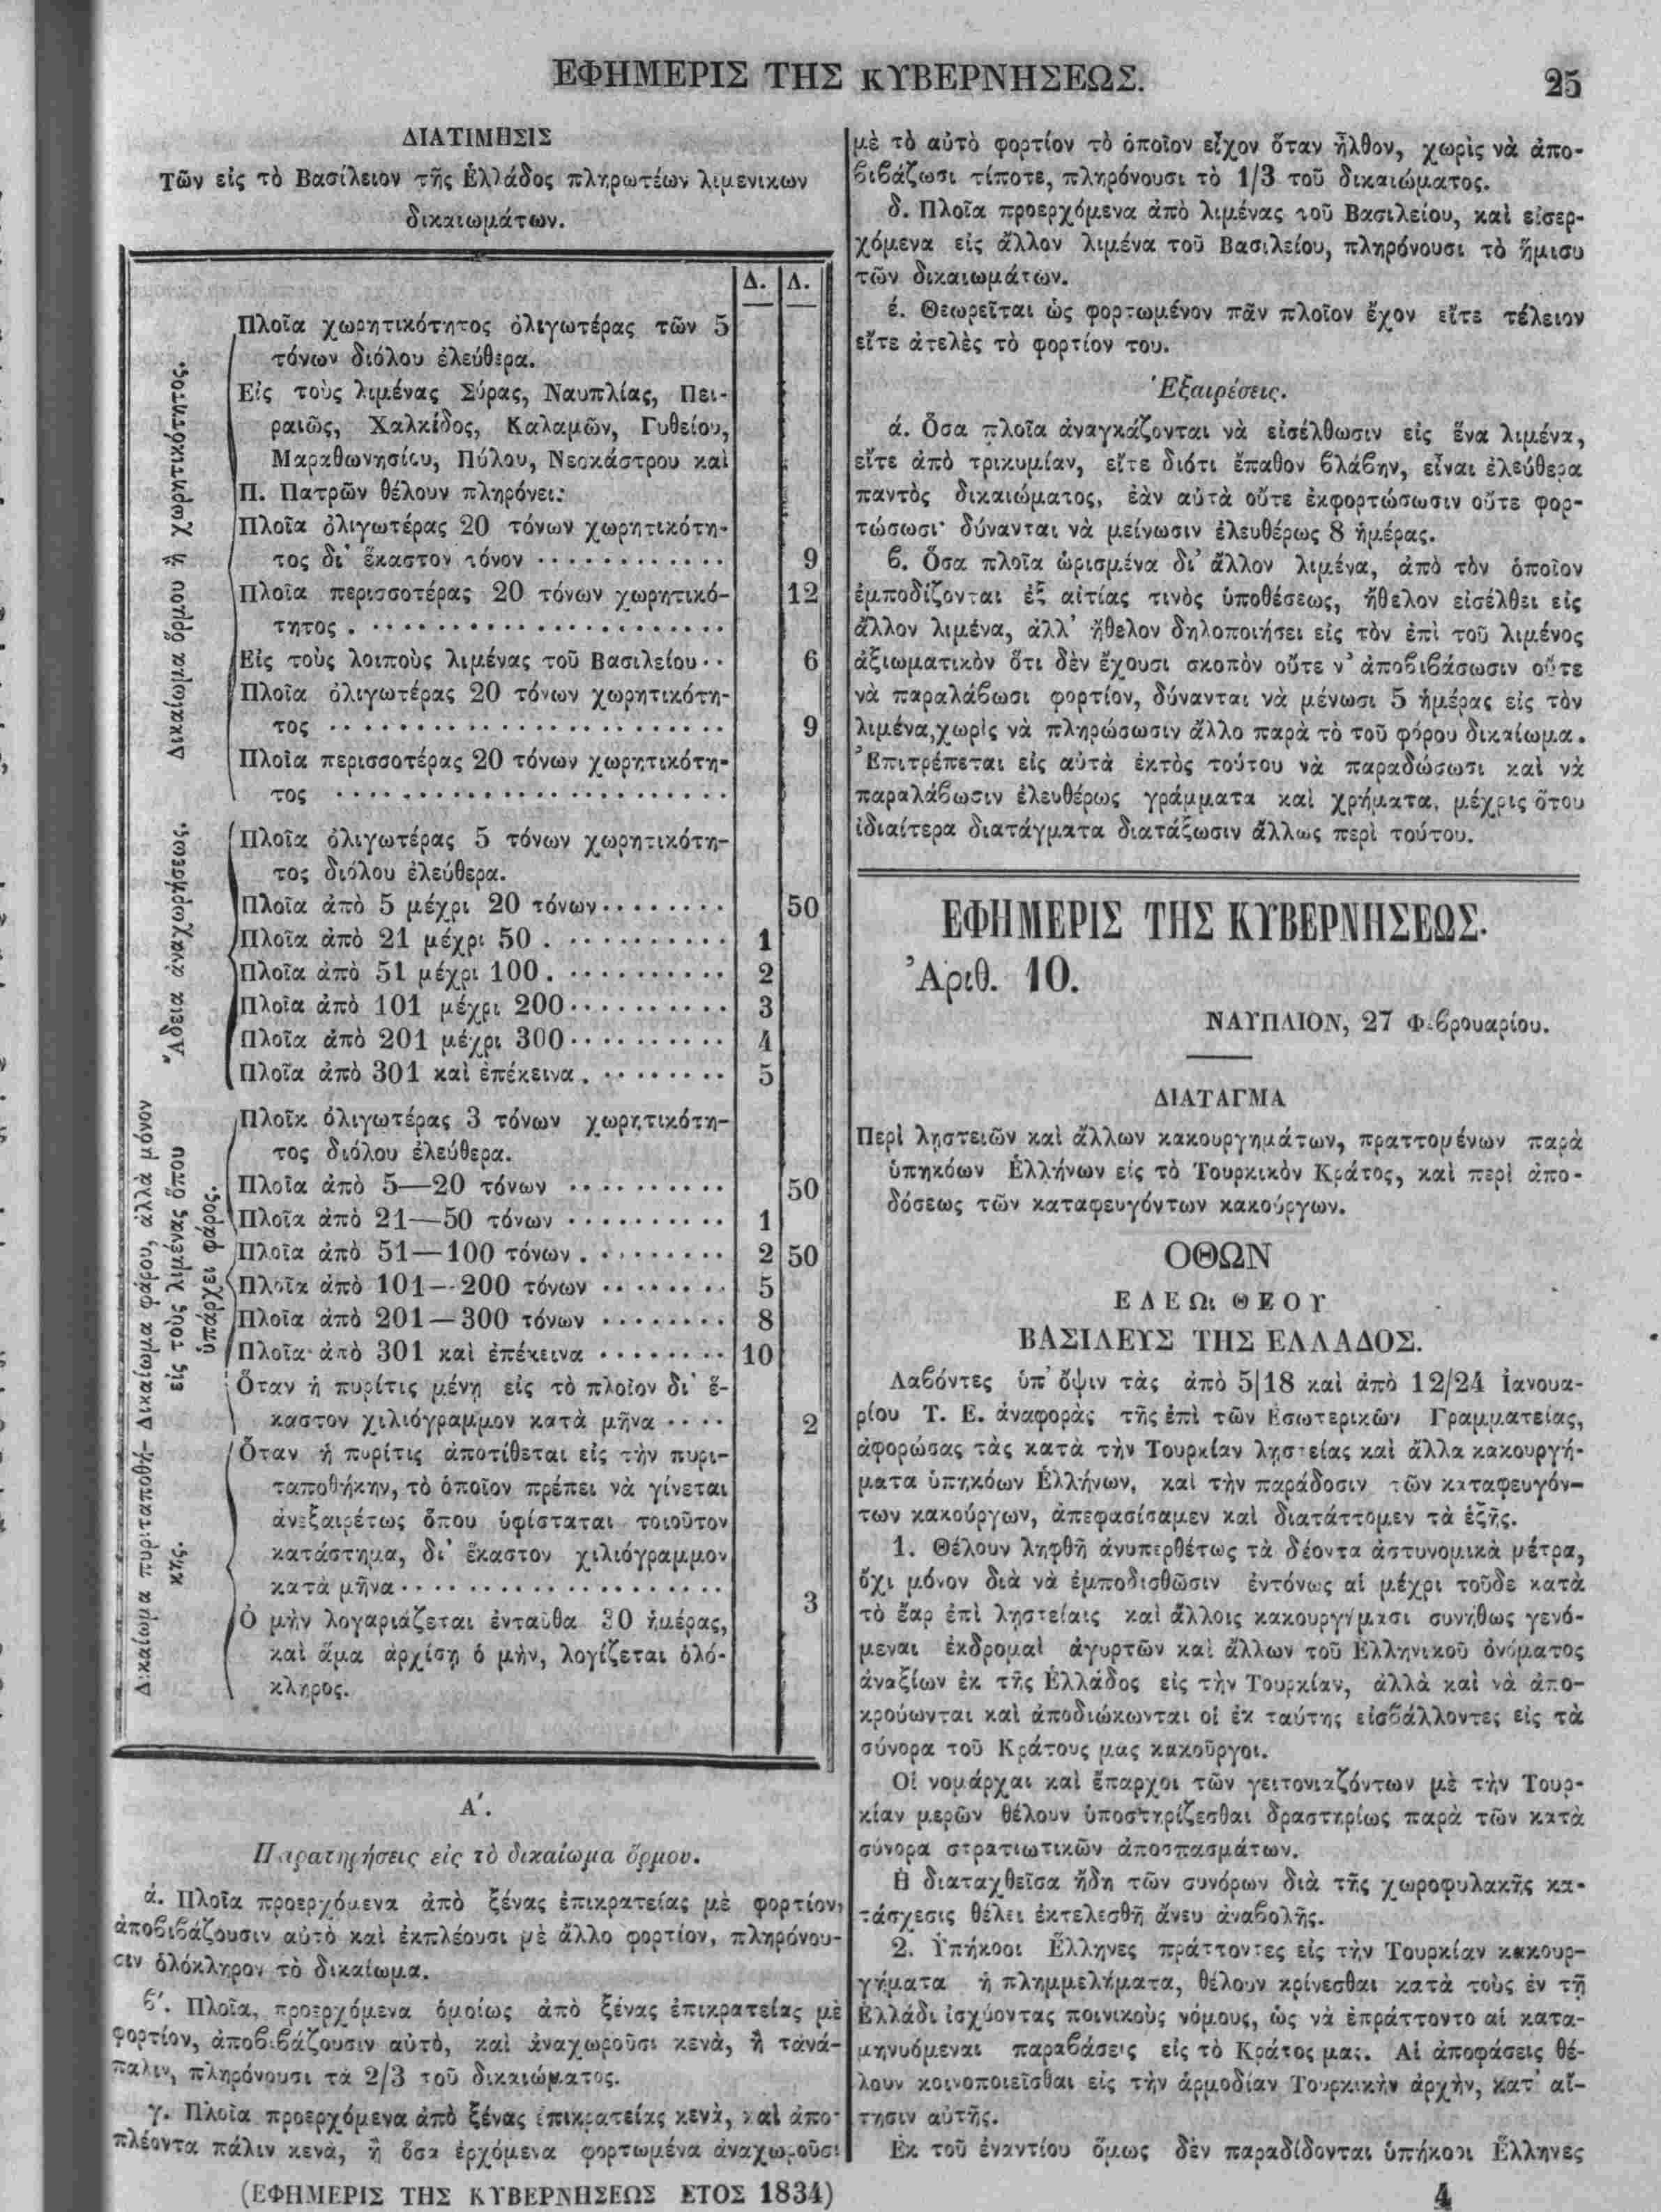 ΕΦΗΜΕΡΙΣ ΤΗΣ ΚΥΒΕΡΝΗΣΕΩΣ.
25
ΔΙΑΤΙΜΗΣΙΣ
Τῶν εἰς τὸ Βασίλειον τῆς Ἑλλάδος πληρωτέων λιμενικων
δικαιωμάτων.
Δ. Λ.
Δικαίωμα ὅρμου ἢ χωρητικότητος.
Πλοῖα χωρητικότητος ὀλιγωτέρας τῶν 5
τόνων διόλου ἐλεύθερα.
Εἰς τοὺς λιμένας Σύρας, Ναυπλίας, Πει-
ραιῶς, Χαλκίδος, Καλαμῶν, Γυθείου,
Μαραθωνησίου, Πύλου, Νεοκάστρου καὶ
Π. Πατρῶν θέλουν πληρόνει:
Πλοῖα ὀλιγωτέρας 20 τόνων χωρητικότη-
τος δι' ἕκαστον τόνον ............ 9
Πλοῖα περισσοτέρας 20 τόνων χωρητικό- 12
τητος ......................
Εἰς τοὺς λοιποὺς λιμένας τοῦ Βασιλείου.. 6
Πλοῖα ὀλιγωτέρας 20 τόνων χωρητικότη-
τος ...................... 9
Πλοῖα περισσοτέρας 20 τόνων χωρητικότη-
τος ......................
Ἄδεια ἀναχωρήσεως.
Πλοῖα ὀλιγωτέρας 5 τόνων χωρητικότη-
τος διόλου ἐλεύθερα.
Πλοῖα ἀπὸ 5 μέχρι 20 τόνων........ 50
Πλοῖα ἀπὸ 21 μέχρι 50 ........... 1
Πλοῖα ἀπὸ 51 μέχρι 100........... 2
Πλοῖα ἀπὸ 101 μέχρι 200.......... 3
Πλοῖα ἀπὸ 201 μέχρι 300.......... 4
Πλοῖα ἀπὸ 301 καὶ ἐπέκεινα ......... 5
Δικαίωμα φάρου, ἀλλὰ μόνον
εἰς τοὺς λιμένας ὅπου
ὑπάρχει φάρος.
Πλοῖα ὀλιγωτέρας 3 τόνων χωρητικότη-
τος διόλου ἐλεύθερα.
Πλοῖα ἀπὸ 5—20 τόνων .......... 50
Πλοῖα ἀπὸ 21—50 τόνων .......... 1
Πλοῖα ἀπὸ 51—100 τόνων ......... 2 50
Πλοῖα ἀπὸ 101—200 τόνων ........ 5
Πλοῖα ἀπὸ 201—300 τόνων ........ 8
Πλοῖα ἀπὸ 301 καὶ ἐπέκεινα ........ 10
Δικαίωμα πυριταποθή-
κης.
Ὅταν ἡ πυρίτις μένῃ εἰς τὸ πλοῖον δι' ἕ-
καστον χιλιόγραμμον κατὰ μῆνα .... 2
Ὅταν ἡ πυρίτις ἀποτίθεται εἰς τὴν πυρι-
ταποθήκην, τὸ ὁποῖον πρέπει νὰ γίνεται
ἀνεξαιρέτως ὅπου ὑφίσταται τοιοῦτον
κατάστημα, δι' ἕκαστον χιλιόγραμμον
κατὰ μῆνα.................. 3
Ὁ μὴν λογαριάζεται ἐνταῦθα 30 ἡμέρας,
καὶ ἅμα ἀρχίσῃ ὁ μὴν, λογίζεται ὁλό-
κληρος.
Α'.
Παρατηρήσεις εἰς τὸ δικαίωμα ὅρμου.
ά. Πλοῖα προερχόμενα ἀπὸ ξένας ἐπικρατείας μὲ φορτίον,
ἀποβιβάζουσιν αὐτὸ καὶ ἐκπλέουσι μὲ ἄλλο φορτίον, πληρόνου-
σιν ὁλόκληρον τὸ δικαίωμα.
β'. Πλοῖα, προερχόμενα ὁμοίως ἀπὸ ξένας ἐπικρατείας μὲ
φορτίον, ἀποβιβάζουσιν αὐτὸ, καὶ ἀναχωροῦσι κενὰ, ἢ τανά-
παλιν, πληρόνουσι τὰ 2/3 τοῦ δικαιώματος.
γ. Πλοῖα προερχόμενα ἀπὸ ξένας ἐπικρατείας κενὰ, καὶ ἀπο-
πλέοντα πάλιν κενὰ, ἢ ὅσα ἐρχόμενα φορτωμένα ἀναχωροῦσι
(ΕΦΗΜΕΡΙΣ ΤΗΣ ΚΥΒΕΡΝΗΣΕΩΣ ΕΤΟΣ 1834)
μὲ τὸ αὐτὸ φορτίον τὸ ὁποῖον εἶχον ὅταν ἦλθον, χωρὶς νὰ ἀπο-
βιβάζωσι τίποτε, πληρόνουσι τὸ 1/3 τοῦ δικαιώματος.
δ. Πλοῖα προερχόμενα ἀπὸ λιμένας τοῦ Βασιλείου, καὶ εἰσερ-
χόμενα εἰς ἄλλον λιμένα τοῦ Βασιλείου, πληρόνουσι τὸ ἥμισυ
τῶν δικαιωμάτων.
έ. Θεωρεῖται ὡς φορτωμένον πᾶν πλοῖον ἔχον εἴτε τέλειον
εἴτε ἀτελὲς τὸ φορτίον του.
Ἐξαιρέσεις.
ά. Ὅσα πλοῖα ἀναγκάζονται νὰ εἰσέλθωσιν εἰς ἕνα λιμένα,
εἴτε ἀπὸ τρικυμίαν, εἴτε διότι ἔπαθον βλάβην, εἶναι ἐλεύθερα
παντὸς δικαιώματος, ἐὰν αὐτὰ οὔτε ἐκφορτώσωσιν οὔτε φορ-
τώσωσι· δύνανται νὰ μείνωσιν ἐλευθέρως 8 ἡμέρας.
β. Ὅσα πλοῖα ὡρισμένα δι' ἄλλον λιμένα, ἀπὸ τὸν ὁποῖον
ἐμποδίζονται ἐξ αἰτίας τινὸς ὑποθέσεως, ἤθελον εἰσέλθει εἰς
ἄλλον λιμένα, ἀλλ' ἤθελον δηλοποιήσει εἰς τὸν ἐπὶ τοῦ λιμένος
ἀξιωματικὸν ὅτι δὲν ἔχουσι σκοπὸν οὔτε ν' ἀποβιβάσωσιν οὔτε
νὰ παραλάβωσι φορτίον, δύνανται νὰ μένωσι 5 ἡμέρας εἰς τὸν
λιμένα, χωρὶς νὰ πληρώσωσιν ἄλλο παρὰ τὸ τοῦ φόρου δικαίωμα.
Ἐπιτρέπεται εἰς αὐτὰ ἐκτὸς τούτου νὰ παραδώσωσι καὶ νὰ
παραλάβωσιν ἐλευθέρως γράμματα καὶ χρήματα, μέχρις ὅτου
ἰδιαίτερα διατάγματα διατάξωσιν ἄλλως περὶ τούτου.
ΕΦΗΜΕΡΙΣ ΤΗΣ ΚΥΒΕΡΝΗΣΕΩΣ.
Ἀριθ. 10.
ΝΑΥΠΛΙΟΝ, 27 Φεβρουαρίου.
ΔΙΑΤΑΓΜΑ
Περὶ λῃστειῶν καὶ ἄλλων κακουργημάτων, πραττομένων παρὰ
ὑπηκόων Ἑλλήνων εἰς τὸ Τουρκικὸν Κράτος, καὶ περὶ ἀπο-
δόσεως τῶν καταφευγόντων κακούργων.
ΟΘΩΝ
ΕΛΕΩι ΘΕΟΥ
ΒΑΣΙΛΕΥΣ ΤΗΣ ΕΛΛΑΔΟΣ.
Λαβόντες ὑπ' ὄψιν τὰς ἀπὸ 5|18 καὶ ἀπὸ 12/24 Ἰανουα-
ρίου Τ. Ε. ἀναφορὰς τῆς ἐπὶ τῶν Ἐσωτερικῶν Γραμματείας,
ἀφορώσας τὰς κατὰ τὴν Τουρκίαν λῃστείας καὶ ἄλλα κακουργή-
ματα ὑπηκόων Ἑλλήνων, καὶ τὴν παράδοσιν τῶν καταφευγόν-
των κακούργων, ἀπεφασίσαμεν καὶ διατάττομεν τὰ ἑξῆς.
1. Θέλουν ληφθῆ ἀνυπερθέτως τὰ δέοντα ἀστυνομικὰ μέτρα,
ὄχι μόνον διὰ νὰ ἐμποδισθῶσιν ἐντόνως αἱ μέχρι τοῦδε κατὰ
τὸ ἔαρ ἐπὶ λῃστείαις καὶ ἄλλοις κακουργήμασι συνήθως γενό-
μεναι ἐκδρομαὶ ἀγυρτῶν καὶ ἄλλων τοῦ Ἑλληνικοῦ ὀνόματος
ἀναξίων ἐκ τῆς Ἑλλάδος εἰς τὴν Τουρκίαν, ἀλλὰ καὶ νὰ ἀπο-
κρούωνται καὶ ἀποδιώκωνται οἱ ἐκ ταύτης εἰσβάλλοντες εἰς τὰ
σύνορα τοῦ Κράτους μας κακοῦργοι.
Οἱ νομάρχαι καὶ ἔπαρχοι τῶν γειτονιαζόντων μὲ τὴν Τουρ-
κίαν μερῶν θέλουν ὑποστηρίζεσθαι δραστηρίως παρὰ τῶν κατὰ
σύνορα στρατιωτικῶν ἀποσπασμάτων.
Ἡ διαταχθεῖσα ἤδη τῶν συνόρων διὰ τῆς χωροφυλακῆς κα-
τάσχεσις θέλει ἐκτελεσθῆ ἄνευ ἀναβολῆς.
2. Ὑπήκοοι Ἕλληνες πράττοντες εἰς τὴν Τουρκίαν κακουρ-
γήματα ἢ πλημμελήματα, θέλουν κρίνεσθαι κατὰ τοὺς ἐν τῇ
Ἑλλάδι ἰσχύοντας ποινικοὺς νόμους, ὡς νὰ ἐπράττοντο αἱ κατα-
μηνυόμεναι παραβάσεις εἰς τὸ Κράτος μας. Αἱ ἀποφάσεις θέ-
λουν κοινοποιεῖσθαι εἰς τὴν ἁρμοδίαν Τουρκικὴν ἀρχὴν, κατ' αἴ-
τησιν αὐτῆς.
Ἐκ τοῦ ἐναντίου ὅμως δὲν παραδίδονται ὑπήκοοι Ἕλληνες
4